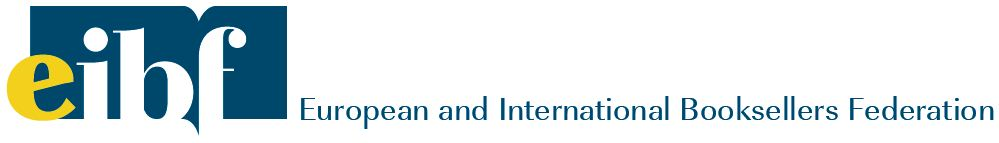 eibf
European and International Booksellers Federation